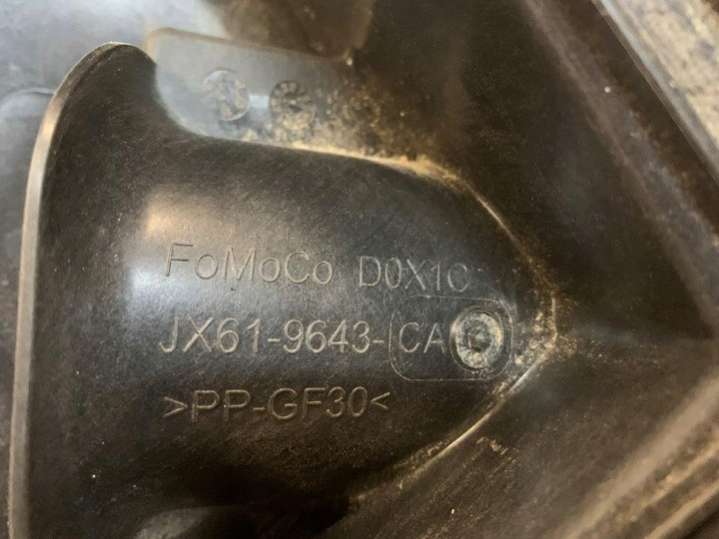 FoMoCo D0X1C
JX61-9643-CA
>PP-GF30<